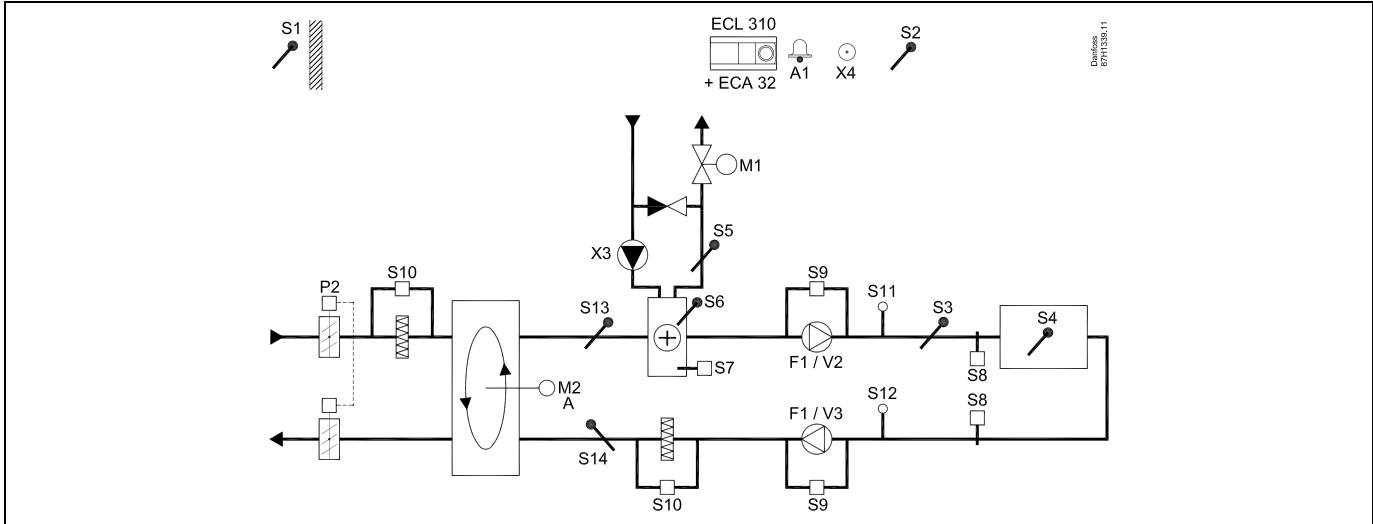 S1
ECL 310
+ ECA 32
A1
X4
S2
Danfoss
87H1339.11
M1
S5
X3
S6
S7
P2
S10
S13
S9
F1 / V2
S11
S3
S4
S8
M2
A
S14
S10
F1 / V3
S9
S12
S8